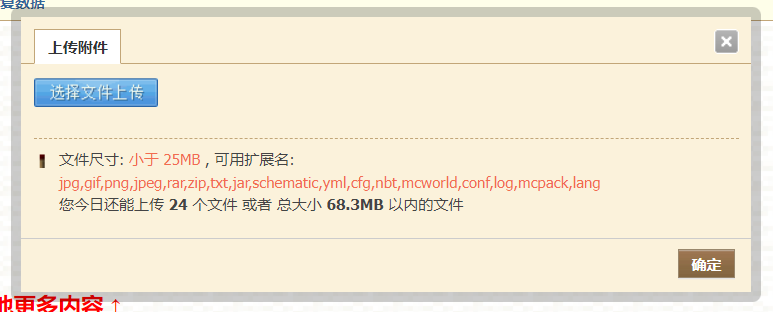 复数据
上传附件
选择文件上传
文件尺寸: 小于 25MB , 可用扩展名:
jpg,gif,png,jpeg,rar,zip,txt,jar,schematic,yml,cfg,nbt,mcworld,conf,log,mcpack,lang
您今日还能上传 24 个文件 或者 总大小 68.3MB 以内的文件
确定
他更多内容 ↑